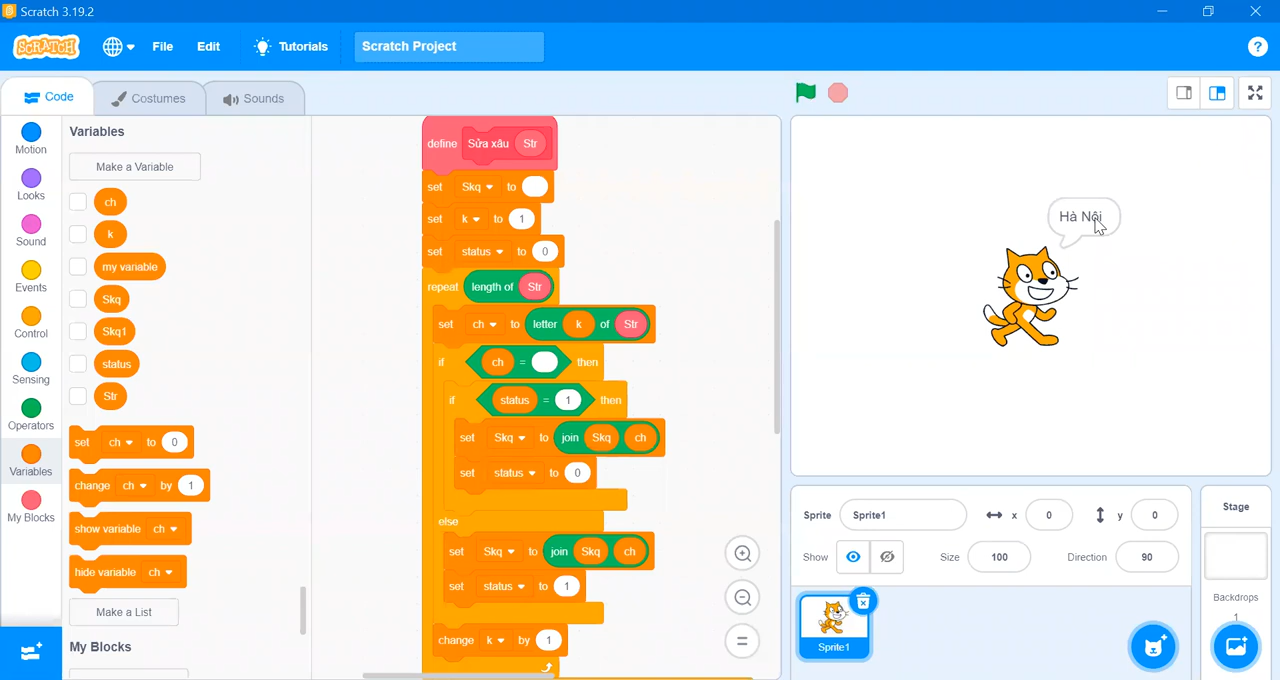 Scratch 3.19.2
SCRATCH
File
Edit
Tutorials
Scratch Project
?
Code
Costumes
Sounds
Motion
Looks
Sound
Events
Control
Sensing
Operators
Variables
My Blocks
Variables
Make a Variable
ch
k
my variable
Skq
Skq1
status
Str
set ch to 0
change ch by 1
show variable ch
hide variable ch
Make a List
My Blocks
define Sửa xâu Str
set Skq to
set k to 1
set status to 0
repeat length of Str
set ch to letter k of Str
if ch = then
if status = 1 then
set Skq to join Skq ch
set status to 0
else
set Skq to join Skq ch
set status to 1
change k by 1
Hà Nội
Sprite Sprite1 x 0 y 0
Show Size 100 Direction 90
Sprite1
Stage
Backdrops
1